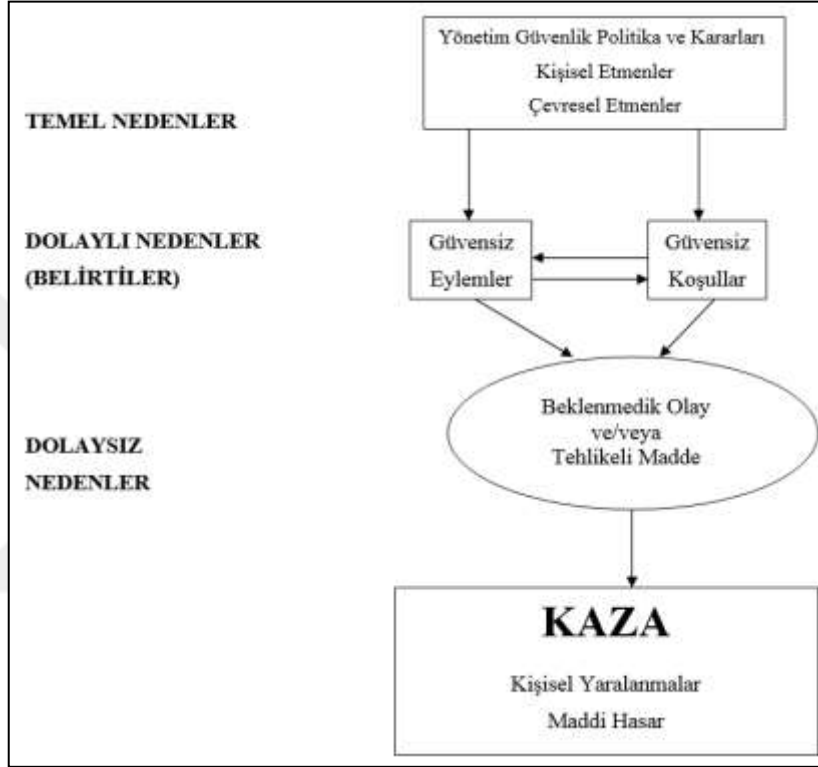 Yönetim Güvenlik Politika ve Kararları
Kişisel Etmenler
Çevresel Etmenler
TEMEL NEDENLER
DOLAYLI NEDENLER
(BELİRTİLER)
Güvensiz
Eylemler
Güvensiz
Koşullar
Beklenmedik Olay
ve/veya
Tehlikeli Madde
DOLAYSIZ
NEDENLER
KAZA
Kişisel Yaralanmalar
Maddi Hasar